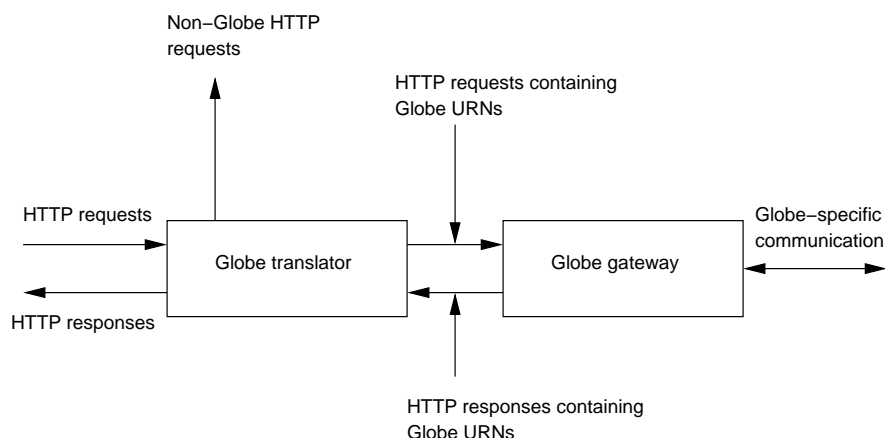 Non−Globe HTTP
requests
HTTP requests containing
Globe URNs
HTTP requests
Globe translator
Globe gateway
Globe−specific
communication
HTTP responses
HTTP responses containing
Globe URNs